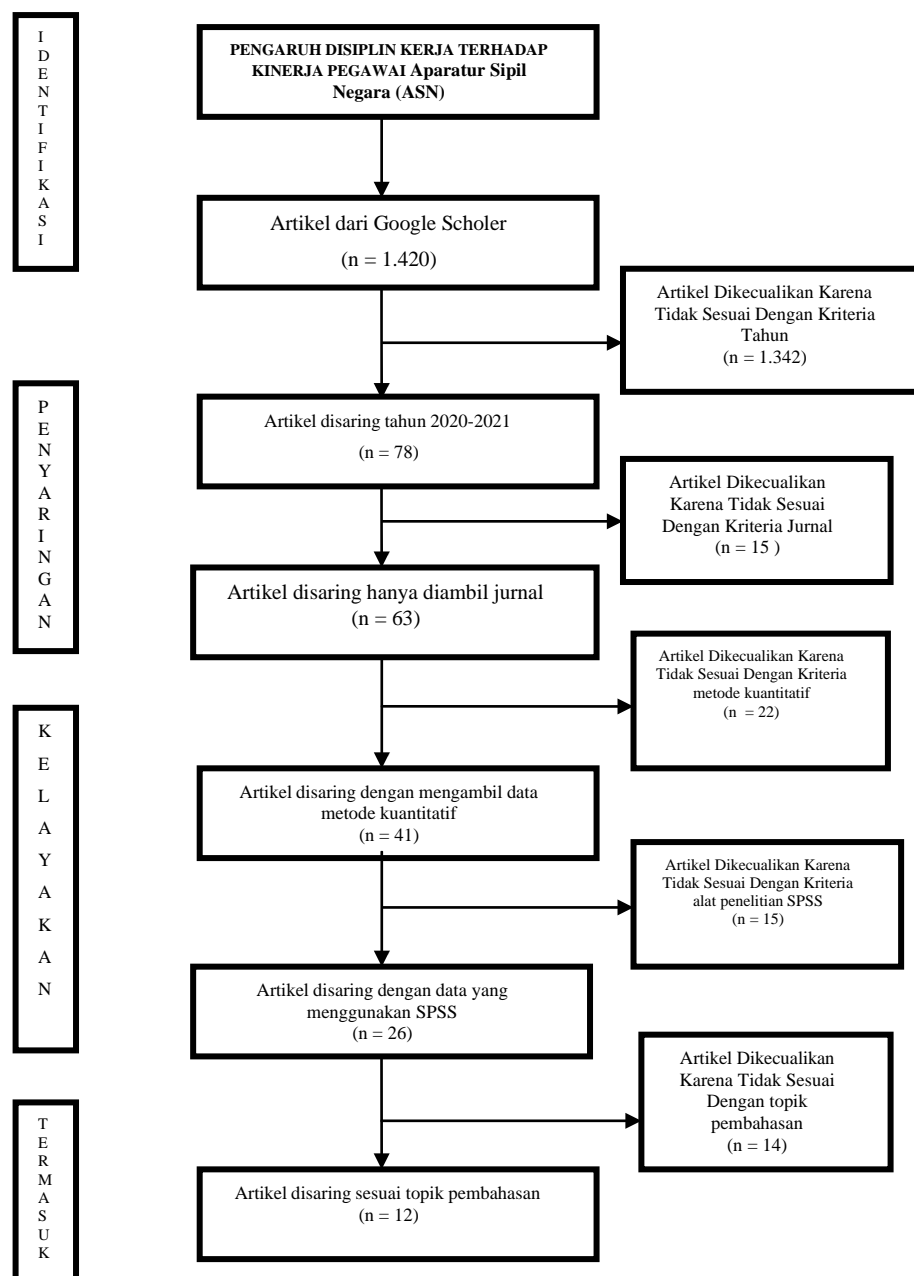 I
D
E
N
T
I
F
I
K
A
S
I
PENGARUH DISIPLIN KERJA TERHADAP
KINERJA PEGAWAI Aparatur Sipil
Negara (ASN)
Artikel dari Google Scholer
(n = 1.420)
Artikel Dikecualikan Karena
Tidak Sesuai Dengan Kriteria
Tahun
(n = 1.342)
P
E
N
Y
A
R
I
N
G
A
N
Artikel disaring tahun 2020-2021
(n = 78)
Artikel Dikecualikan
Karena Tidak Sesuai
Dengan Kriteria Jurnal
(n = 15 )
Artikel disaring hanya diambil jurnal
(n = 63)
Artikel Dikecualikan Karena
Tidak Sesuai Dengan Kriteria
metode kuantitatif
(n = 22)
K
E
L
A
Y
A
K
A
N
Artikel disaring dengan mengambil data
metode kuantitatif
(n = 41)
Artikel Dikecualikan Karena
Tidak Sesuai Dengan Kriteria
alat penelitian SPSS
(n = 15)
Artikel disaring dengan data yang
menggunakan SPSS
(n = 26)
Artikel Dikecualikan
Karena Tidak Sesuai
Dengan topik
pembahasan
(n = 14)
T
E
R
M
A
S
U
K
Artikel disaring sesuai topik pembahasan
(n = 12)